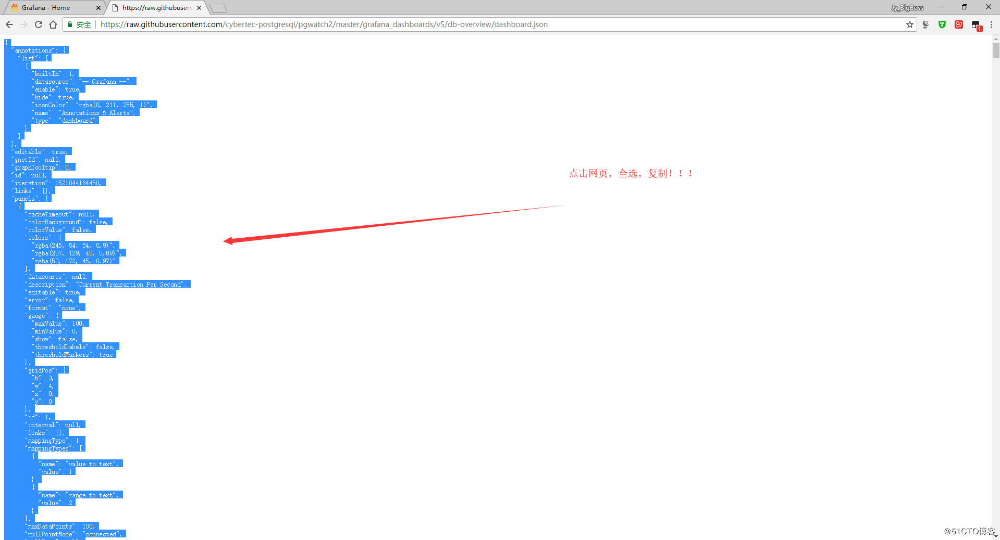 Grafana - Home
https://raw.githubuserc
Jy_BigBoss
安全
https://raw.githubusercontent.com/cybertec-postgresql/pgwatch2/master/grafana_dashboards/v5/db-overview/dashboard.json
1
{
"annotations": {
"list": [
{
"builtIn": 1,
"datasource": "-- Grafana --",
"enable": true,
"hide": true,
"iconColor": "rgba(0, 211, 255, 1)",
"name": "Annotations & Alerts",
"type": "dashboard"
}
]
},
"editable": true,
"gnetId": null,
"graphTooltip": 0,
"id": null,
"iteration": 1521044164450,
"links": [],
"panels": [
{
"cacheTimeout": null,
"colorBackground": false,
"colorValue": false,
"colors": [
"rgba(245, 54, 54, 0.9)",
"rgba(237, 129, 40, 0.89)",
"rgba(50, 172, 45, 0.97)"
],
"datasource": null,
"description": "Current Transaction Per Second",
"editable": true,
"error": false,
"format": "none",
"gauge": {
"maxValue": 100,
"minValue": 0,
"show": false,
"thresholdLabels": false,
"thresholdMarkers": true
},
"gridPos": {
"h": 3,
"w": 4,
"x": 0,
"y": 0
},
"id": 1,
"interval": null,
"links": [],
"mappingType": 1,
"mappingTypes": [
{
"name": "value to text",
"value": 1
},
{
"name": "range to text",
"value": 2
}
],
"maxDataPoints": 100,
"nullPointMode": "connected",
点击网页，全选，复制！！！
@51CTO博客